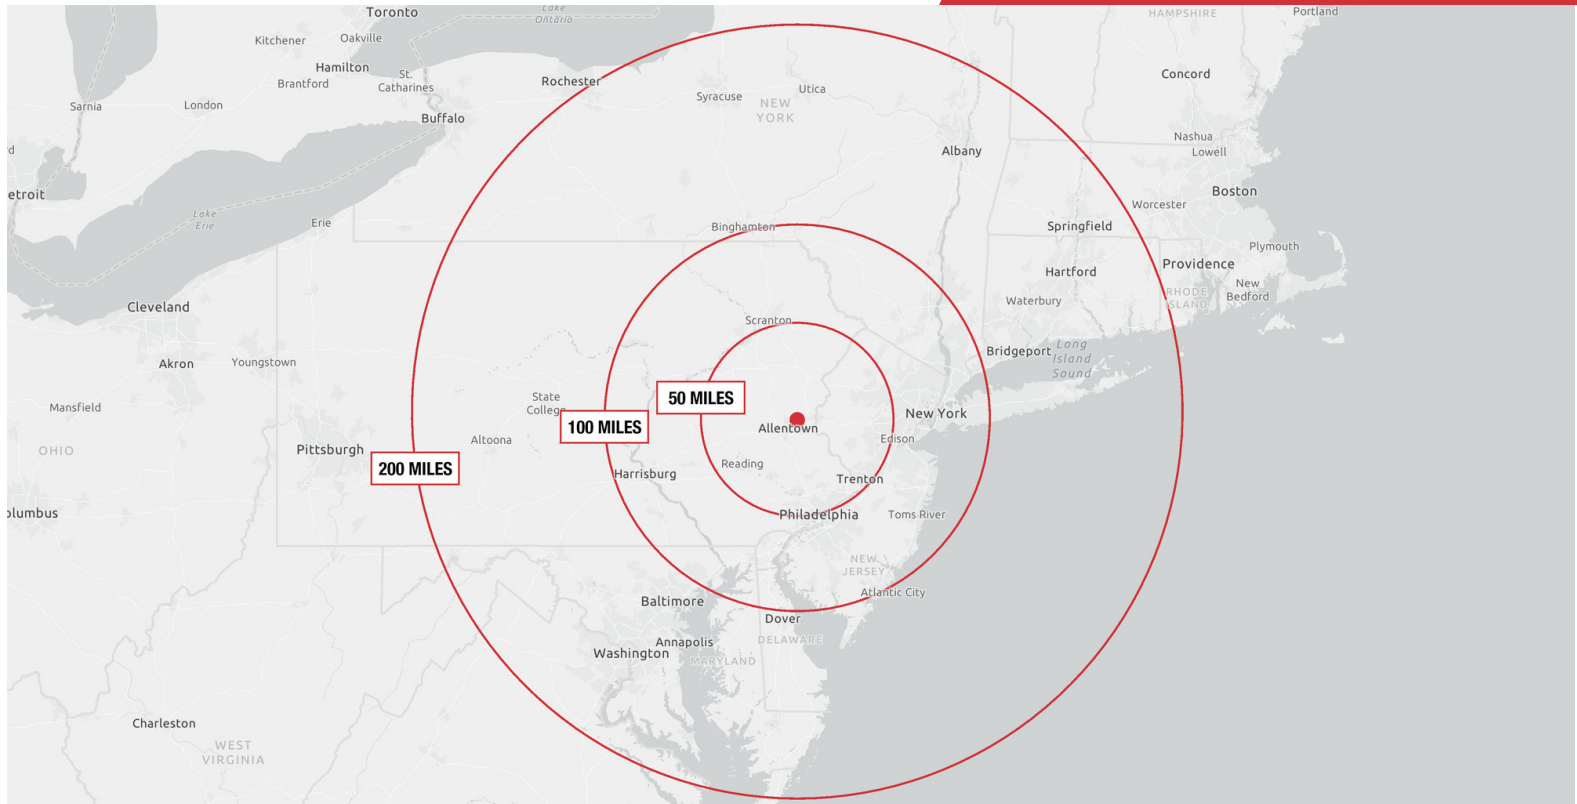 Toronto
Lake
Ontario
HAMPSHIRE
Portland
Kitchener
Oakville
Hamilton
Brantford
St.
Catharines
Rochester
Concord
Sarnia
London
Syracuse
Utica
NEW
YORK
Buffalo
Nashua
Lowell
Albany
etroit
Boston
Worcester
Lake
Erie
Erie
Binghamton
Springfield
Plymouth
Providence
Hartford
New
Bedford
RHODE
ISLAND
Waterbury
Cleveland
Scranton
Bridgeport
Long
Island
Sound
Akron
Youngstown
State
College
50 MILES
Mansfield
New York
100 MILES
Allentown
Edison
Altoona
OHIO
Pittsburgh
200 MILES
Reading
Harrisburg
Trenton
olumbus
Philadelphia
Toms River
NEW
JERSEY
Atlantic City
Baltimore
Dover
Annapolis
DELAWARE
Washington
MARYLAND
Charleston
WEST
VIRGINIA